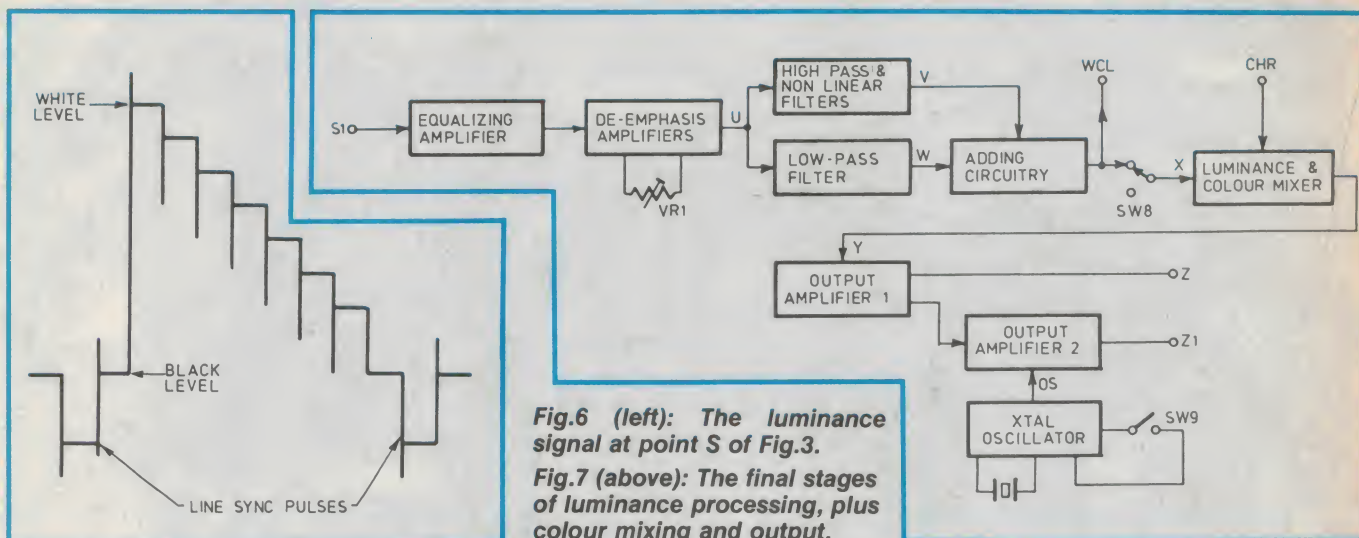 WHITE
LEVEL
BLACK
LEVEL
LINE SYNC PULSES
S1
EQUALIZING
AMPLIFIER
DE-EMPHASIS
AMPLIFIERS
VR1
U
HIGH PASS &
NON LINEAR
FILTERS
V
LOW-PASS
FILTER
W
ADDING
CIRCUITRY
WCL
SW8
X
CHR
LUMINANCE &
COLOUR MIXER
Y
OUTPUT
AMPLIFIER 1
Z
OUTPUT
AMPLIFIER 2
Z1
OS
XTAL
OSCILLATOR
SW9
Fig.6 (left): The luminance
signal at point S of Fig.3.
Fig.7 (above): The final stages
of luminance processing, plus
colour mixing and output.